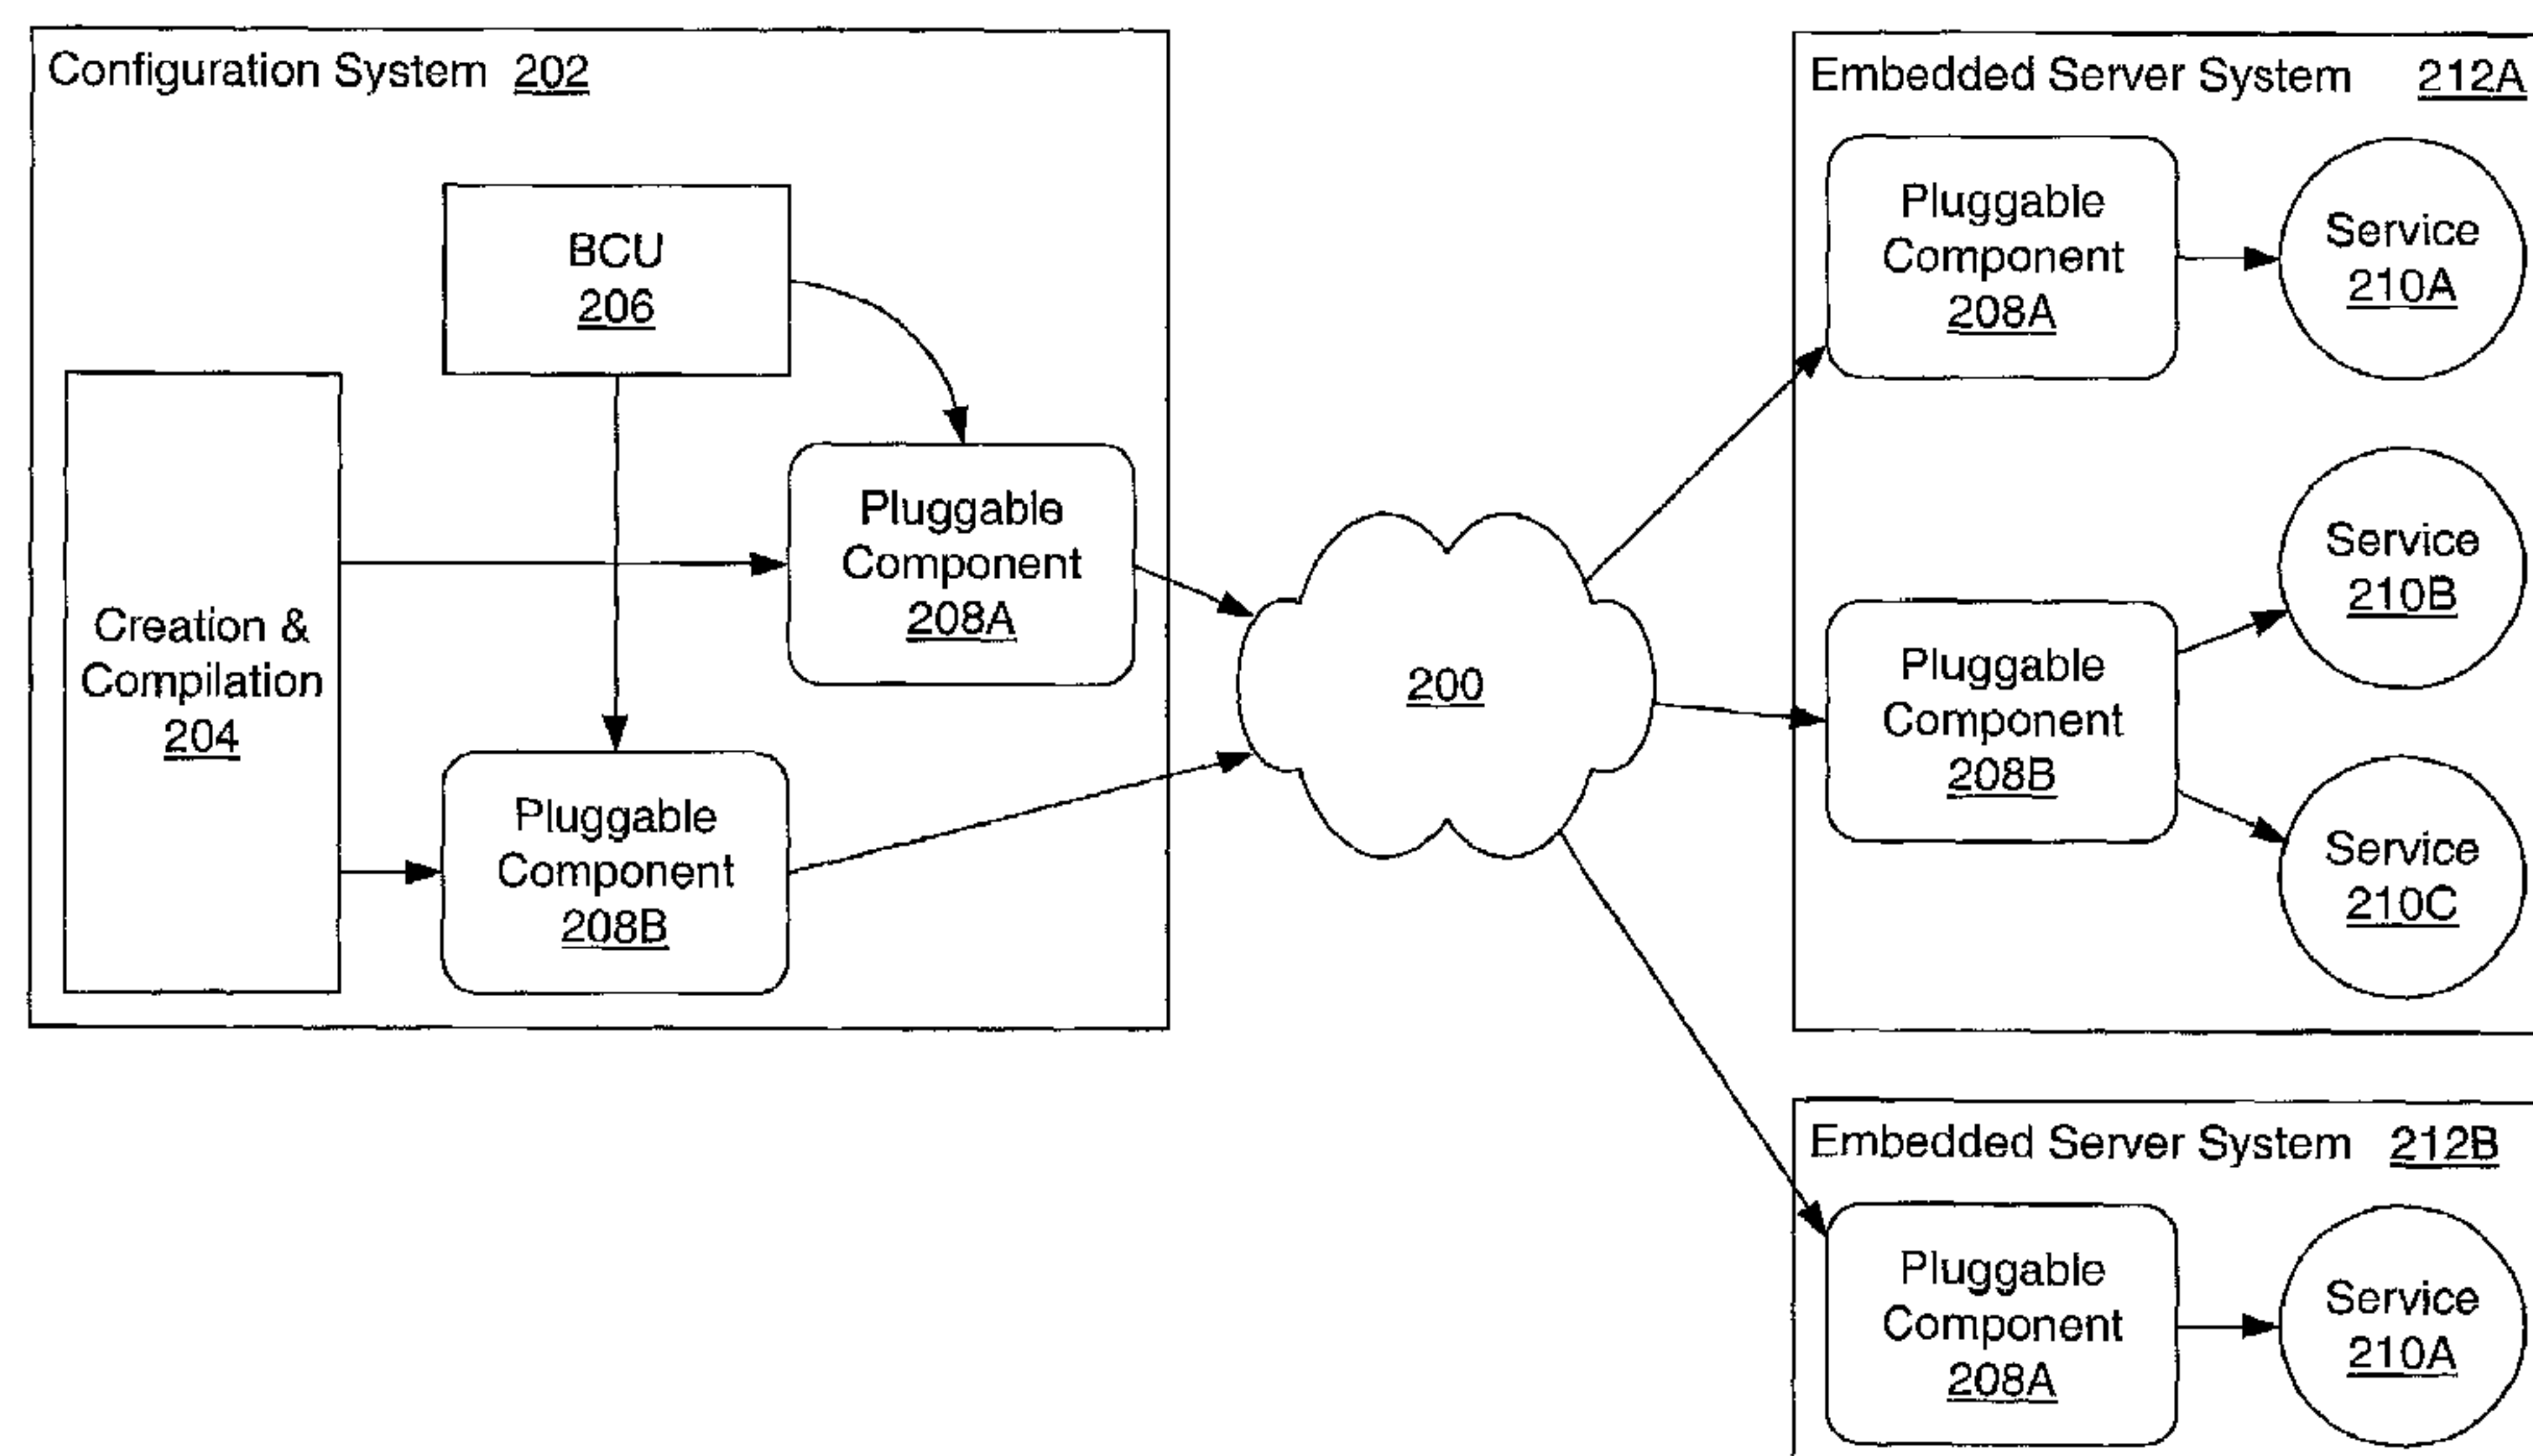 Configuration System 202
BCU
206
Creation &
Compilation
204
Pluggable
Component
208A
Pluggable
Component
208B
200
Embedded Server System 212A
Pluggable
Component
208A
Service
210A
Pluggable
Component
208B
Service
210B
Service
210C
Embedded Server System 212B
Pluggable
Component
208A
Service
210A